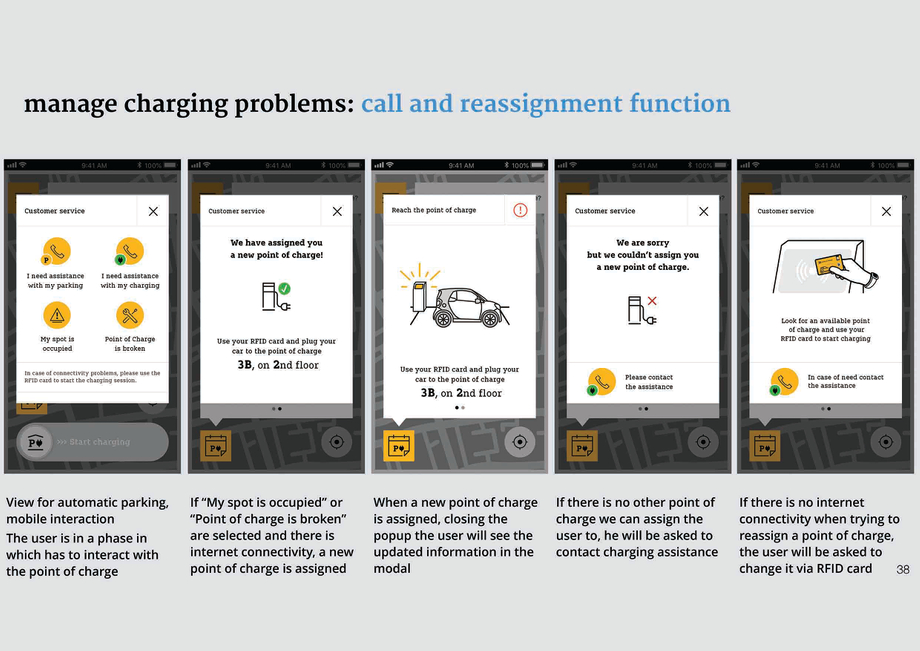 manage charging problems: call and reassignment function
9:41 AM
100%
Customer service
I need assistance
with my parking
I need assistance
with my charging
My spot is
occupied
Point of Charge
is broken
In case of connectivity problems, please use the
RFID card to start the charging session.
>>> Start charging
View for automatic parking,
mobile interaction
The user is in a phase in
which has to interact with
the point of charge
9:41 AM
100%
Customer service
We have assigned you
a new point of charge!
Use your RFID card and plug your
car to the point of charge
3B, on 2nd floor
If “My spot is occupied” or
“Point of charge is broken”
are selected and there is
internet connectivity, a new
point of charge is assigned
9:41 AM
100%
Reach the point of charge
Use your RFID card and plug your
car to the point of charge
3B, on 2nd floor
When a new point of charge
is assigned, closing the
popup the user will see the
updated information in the
modal
9:41 AM
100%
Customer service
We are sorry
but we couldn’t assign you
a new point of charge.
Please contact
the assistance
If there is no other point of
charge we can assign the
user to, he will be asked to
contact charging assistance
9:41 AM
100%
Customer service
Look for an available point
of charge and use your
RFID card to start charging
In case of need contact
the assistance
If there is no internet
connectivity when trying to
reassign a point of charge,
the user will be asked to
change it via RFID card
38